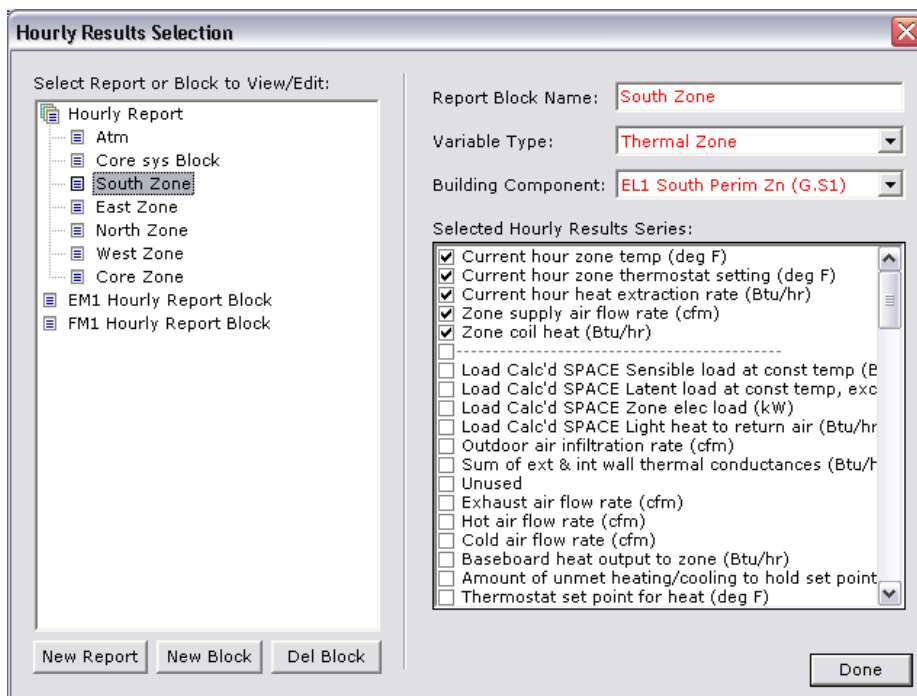 Hourly Results Selection
Select Report or Block to View/Edit:
Hourly Report
Atm
Core sys Block
South Zone
East Zone
North Zone
West Zone
Core Zone
EM1 Hourly Report Block
FM1 Hourly Report Block
New Report
New Block
Del Block
Report Block Name: South Zone
Variable Type: Thermal Zone
Building Component: EL1 South Perim Zn (G.S1)
Selected Hourly Results Series:
Current hour zone temp (deg F)
Current hour zone thermostat setting (deg F)
Current hour heat extraction rate (Btu/hr)
Zone supply air flow rate (cfm)
Zone coil heat (Btu/hr)
----------------------------------------
Load Calc'd SPACE Sensible load at const temp (B
Load Calc'd SPACE Latent load at const temp, exc
Load Calc'd SPACE Zone elec load (kW)
Load Calc'd SPACE Light heat to return air (Btu/hr
Outdoor air infiltration rate (cfm)
Sum of ext & int wall thermal conductances (Btu/h
Unused
Exhaust air flow rate (cfm)
Hot air flow rate (cfm)
Cold air flow rate (cfm)
Baseboard heat output to zone (Btu/hr)
Amount of unmet heating/cooling to hold set point
Thermostat set point for heat (deg F)
Done